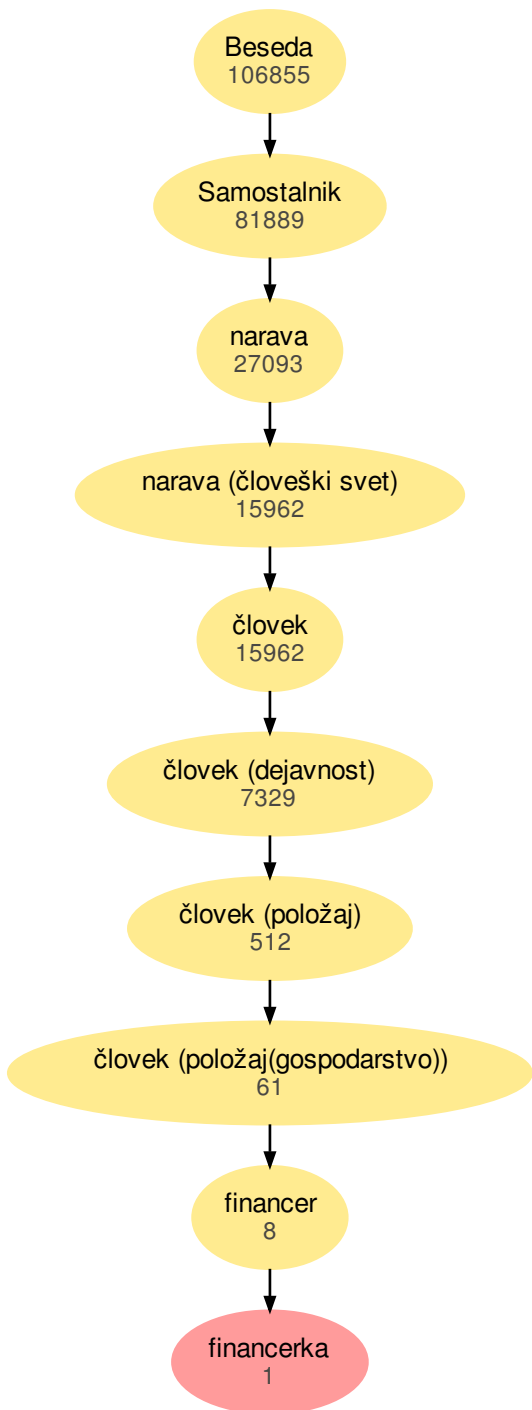 Beseda
106855
Samostalnik
81889
narava
27093
narava (človeški svet)
15962
človek
15962
človek (dejavnost)
7329
človek (položaj)
512
človek (položaj(gospodarstvo))
61
financer
8
financerka
1